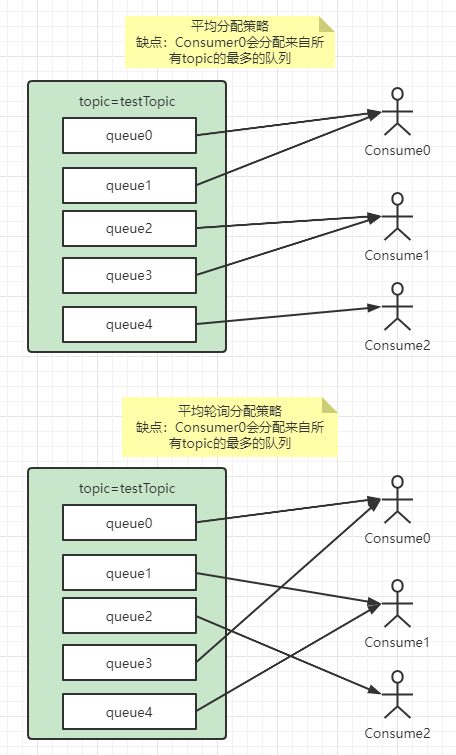 平均分配策略
缺点：Consumer0会分配来自所
有topic的最多的队列
topic=testTopic
queue0
queue1
queue2
queue3
queue4
Consume0
Consume1
Consume2
平均轮询分配策略
缺点：Consumer0会分配来自所
有topic的最多的队列
topic=testTopic
queue0
queue1
queue2
queue3
queue4
Consume0
Consume1
Consume2